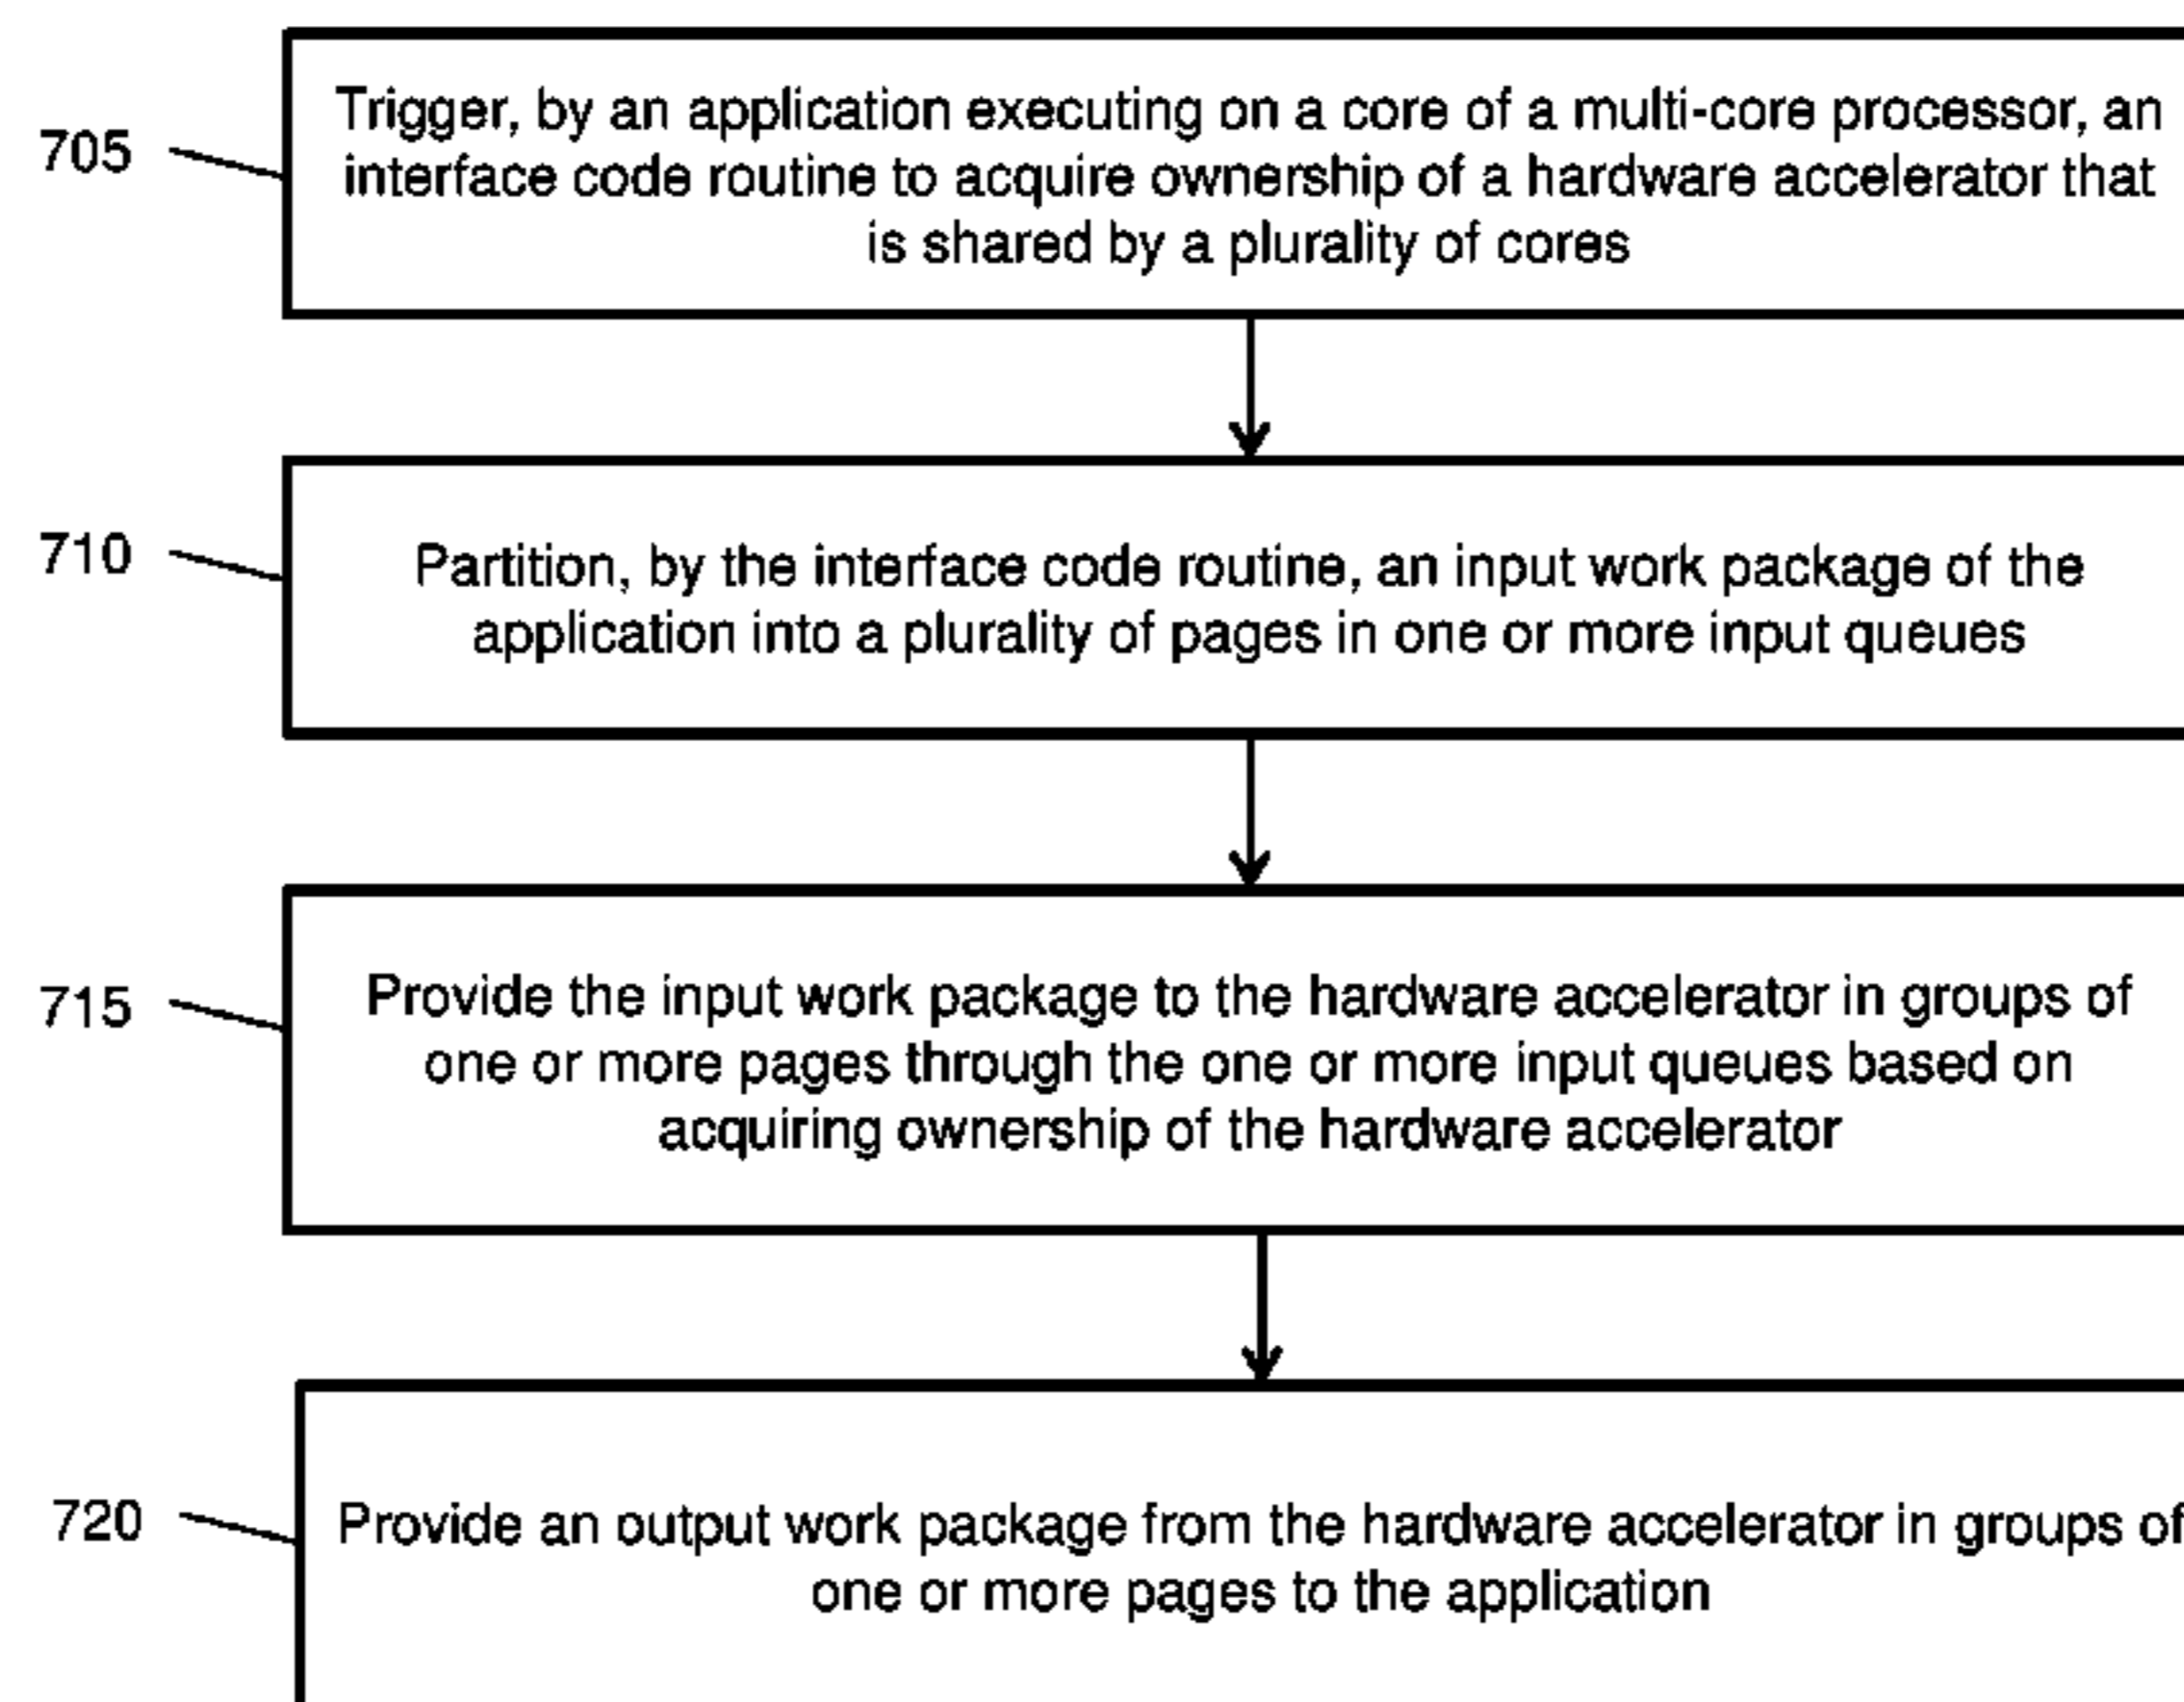 705
Trigger, by an application executing on a core of a multi-core processor, an
interface code routine to acquire ownership of a hardware accelerator that
is shared by a plurality of cores
710
Partition, by the interface code routine, an input work package of the
application into a plurality of pages in one or more input queues
715
Provide the input work package to the hardware accelerator in groups of
one or more pages through the one or more input queues based on
acquiring ownership of the hardware accelerator
720
Provide an output work package from the hardware accelerator in groups of
one or more pages to the application